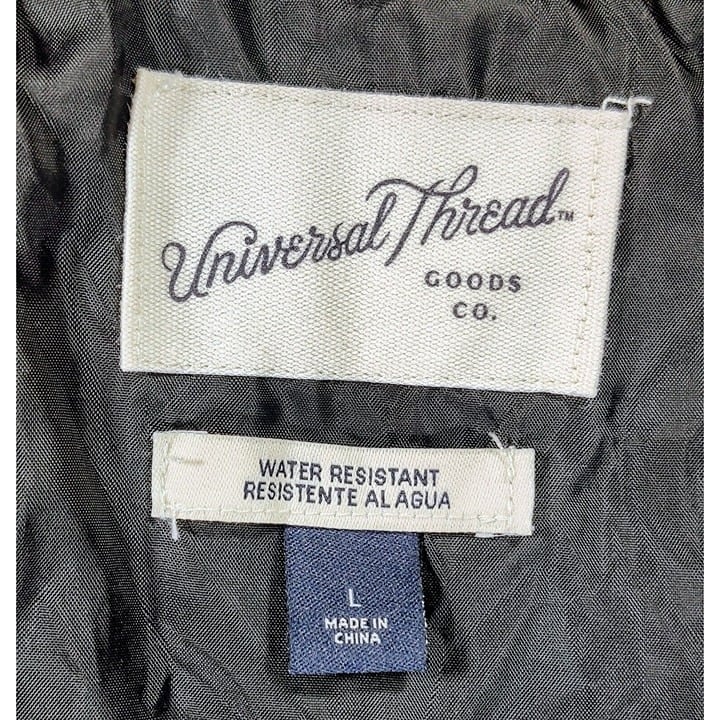 Universal Thread™
GOODS
CO.
WATER RESISTANT
RESISTENTE AL AGUA
L
MADE IN
CHINA